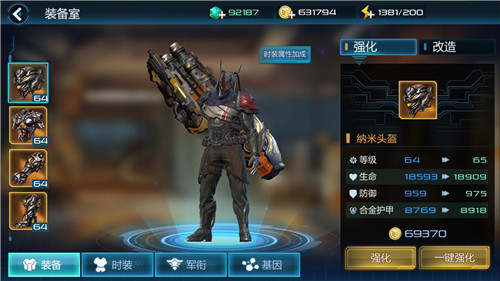 装备室
92187
631794
1381/200
强化
改造
时装属性加成
64
64
64
64
纳米头盔
等级 64 65
生命 18593 18909
防御 959 975
合金护甲 8769 8918
69370
强化
一键强化
装备
时装
军衔
基因